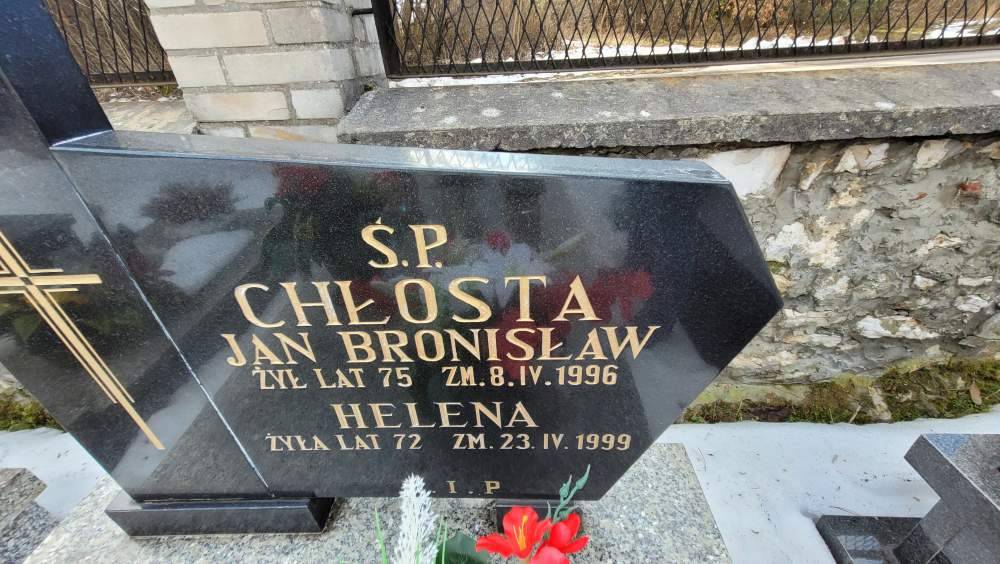 Ś.P.
CHŁOSTA
JAN BRONISŁAW
ŻYŁ LAT 75 ZM.8.IV.1996
HELENA
ŻYŁA LAT 72 ZM. 23.IV.1999
. I . P